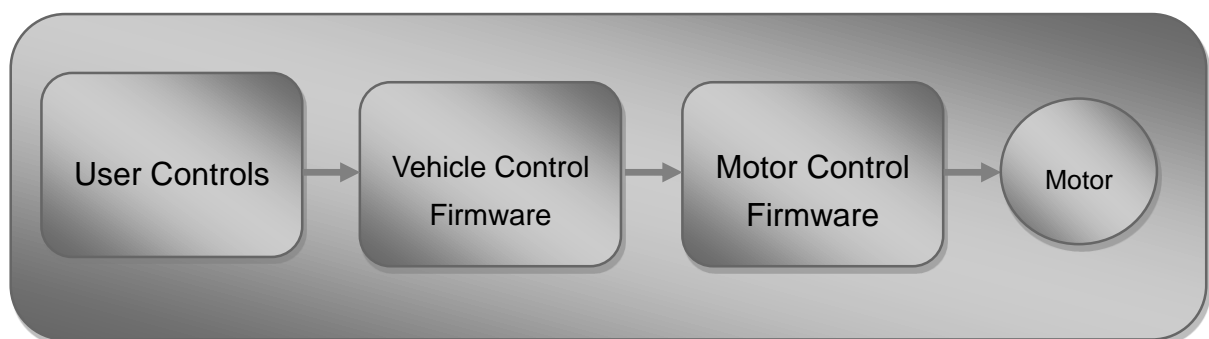 User Controls
Vehicle Control
Firmware
Motor Control
Firmware
Motor